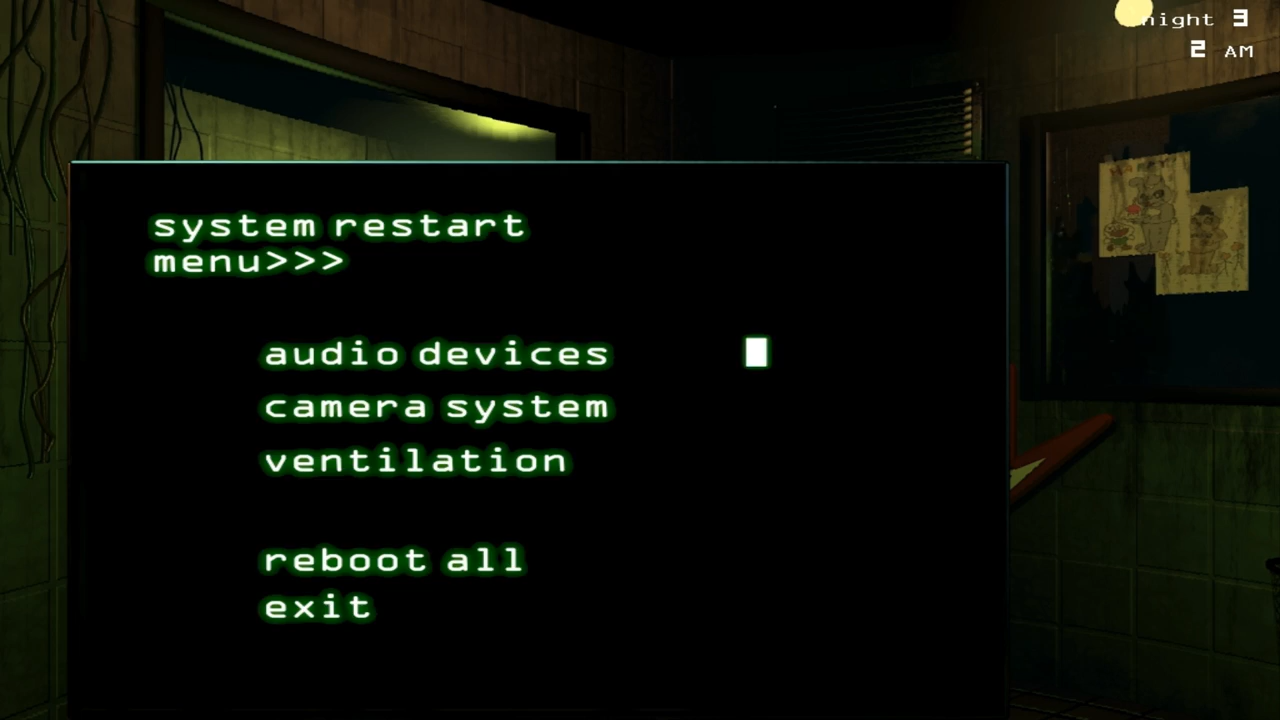 night 3
2 AM
system restart
menu>>>
audio devices
camera system
ventilation
reboot all
exit